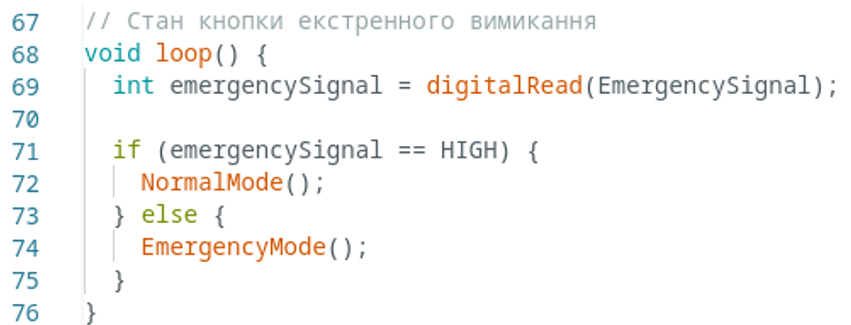 67 // Стан кнопки екстренного вимикання
68 void loop() {
69   int emergencySignal = digitalRead(EmergencySignal);
70
71   if (emergencySignal == HIGH) {
72     NormalMode();
73   } else {
74     EmergencyMode();
75   }
76 }